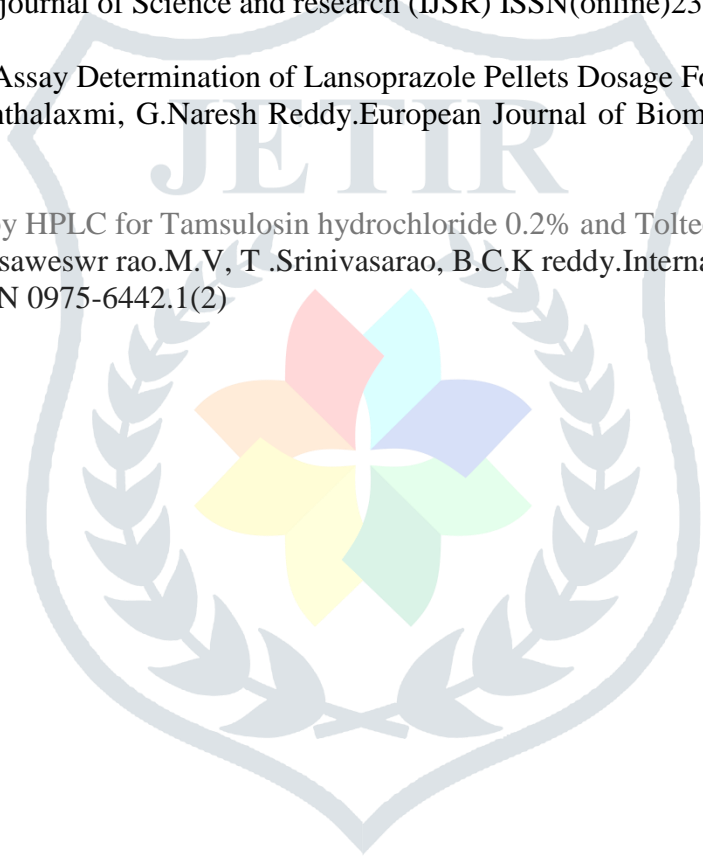 journal of Science and research (IJSR) ISSN(online)23
Assay Determination of Lansoprazole Pellets Dosage Fo
nthalaxmi, G.Naresh Reddy.European Journal of Biom
JETIR
by HPLC for Tamsulosin hydrochloride 0.2% and Tolte
saweswr rao.M.V, T .Srinivasarao, B.C.K reddy.Interna
N 0975-6442.1(2)